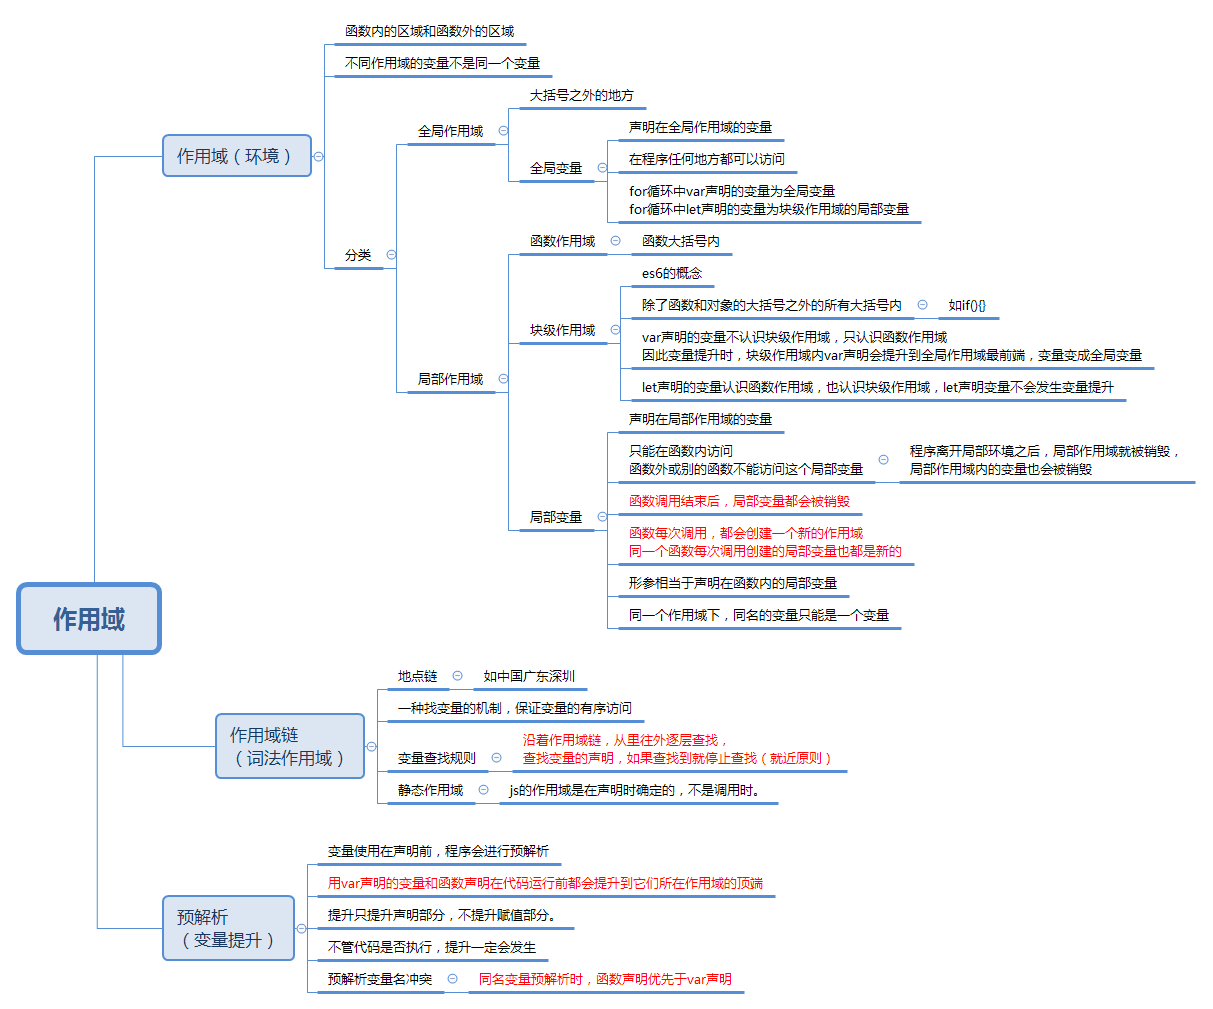 函数内的区域和函数外的区域
不同作用域的变量不是同一个变量
大括号之外的地方
全局作用域
声明在全局作用域的变量
作用域（环境）
在程序任何地方都可以访问
全局变量
for循环中var声明的变量为全局变量
for循环中let声明的变量为块级作用域的局部变量
分类
函数作用域
函数大括号内
es6的概念
除了函数和对象的大括号之外的所有大括号内
如if(){}
块级作用域
var声明的变量不认识块级作用域，只认识函数作用域
因此变量提升时，块级作用域内var声明会提升到全局作用域最前端，变量变成全局变量
局部作用域
let声明的变量认识函数作用域，也认识块级作用域，let声明变量不会发生变量提升
声明在局部作用域的变量
只能在函数内访问
函数外或别的函数不能访问这个局部变量
程序离开局部环境之后，局部作用域就被销毁，
局部作用域内的变量也会被销毁
函数调用结束后，局部变量都会被销毁
局部变量
函数每次调用，都会创建一个新的作用域
同一个函数每次调用创建的局部变量也都是新的
形参相当于声明在函数内的局部变量
同一个作用域下，同名的变量只能是一个变量
作用域
地点链
如中国广东深圳
一种找变量的机制，保证变量的有序访问
作用域链
（词法作用域）
变量查找规则
沿着作用域链，从里往外逐层查找，
查找变量的声明，如果查找到就停止查找（就近原则）
静态作用域
js的作用域是在声明时确定的，不是调用时。
变量使用在声明前，程序会进行预解析
用var声明的变量和函数声明在代码运行前都会提升到它们所在作用域的顶端
预解析
（变量提升）
提升只提升声明部分，不提升赋值部分。
不管代码是否执行，提升一定会发生
预解析变量名冲突
同名变量预解析时，函数声明优先于var声明